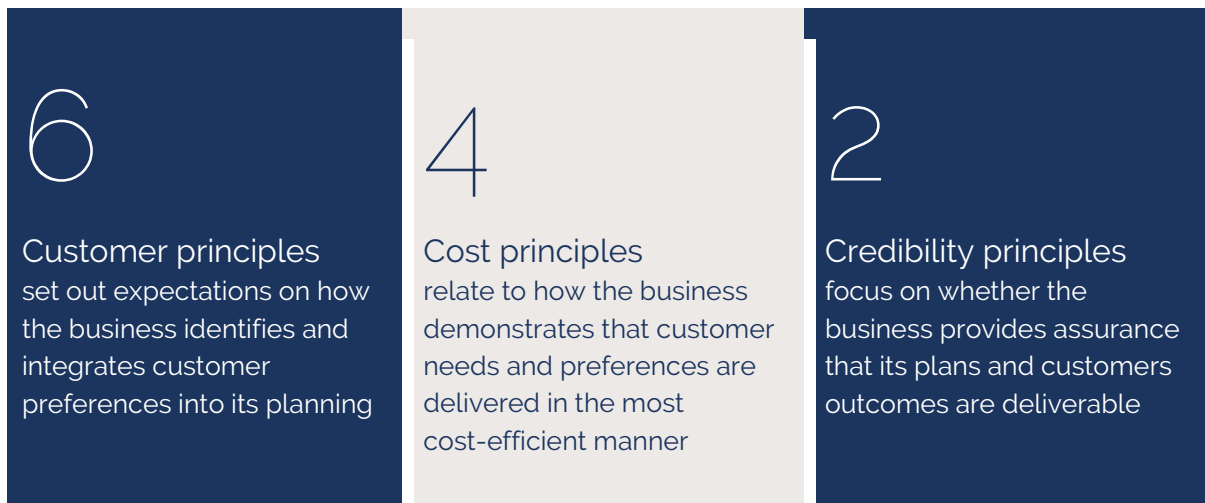 6
Customer principles
set out expectations on how
the business identifies and
integrates customer
preferences into its planning
4
Cost principles
relate to how the business
demonstrates that customer
needs and preferences are
delivered in the most
cost-efficient manner
2
Credibility principles
focus on whether the
business provides assurance
that its plans and customers
outcomes are deliverable